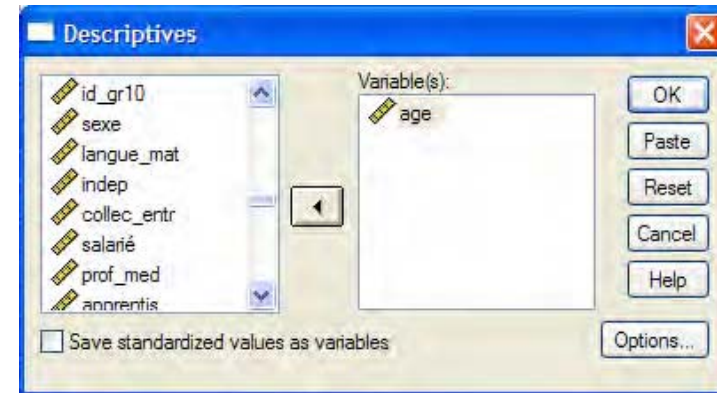 Descriptives
id_gr10
sexe
langue_mat
indep
collec_entr
salarié
prof_med
apprentis
Variable(s):
age
OK
Paste
Reset
Cancel
Help
Save standardized values as variables
Options...